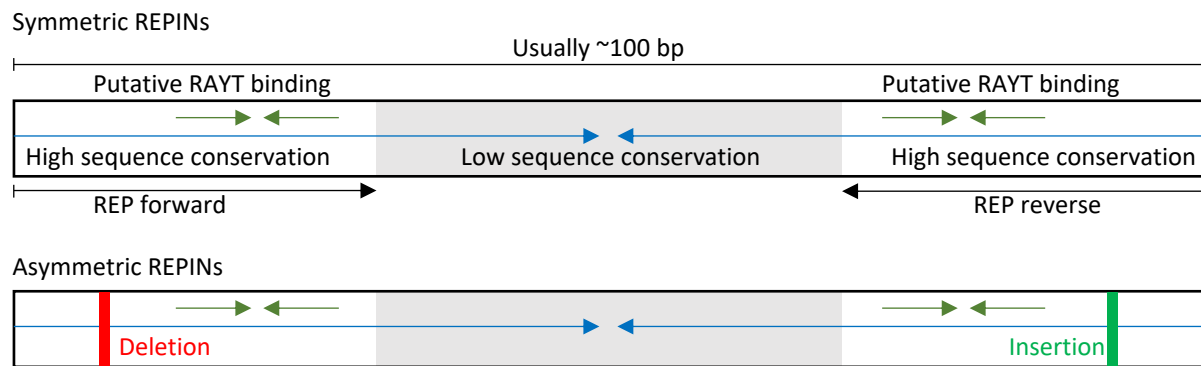 Symmetric REPINs
Usually ~100 bp
Putative RAYT binding Putative RAYT binding
High sequence conservation Low sequence conservation High sequence conservation
REP forward REP reverse
Asymmetric REPINs
Deletion Insertion